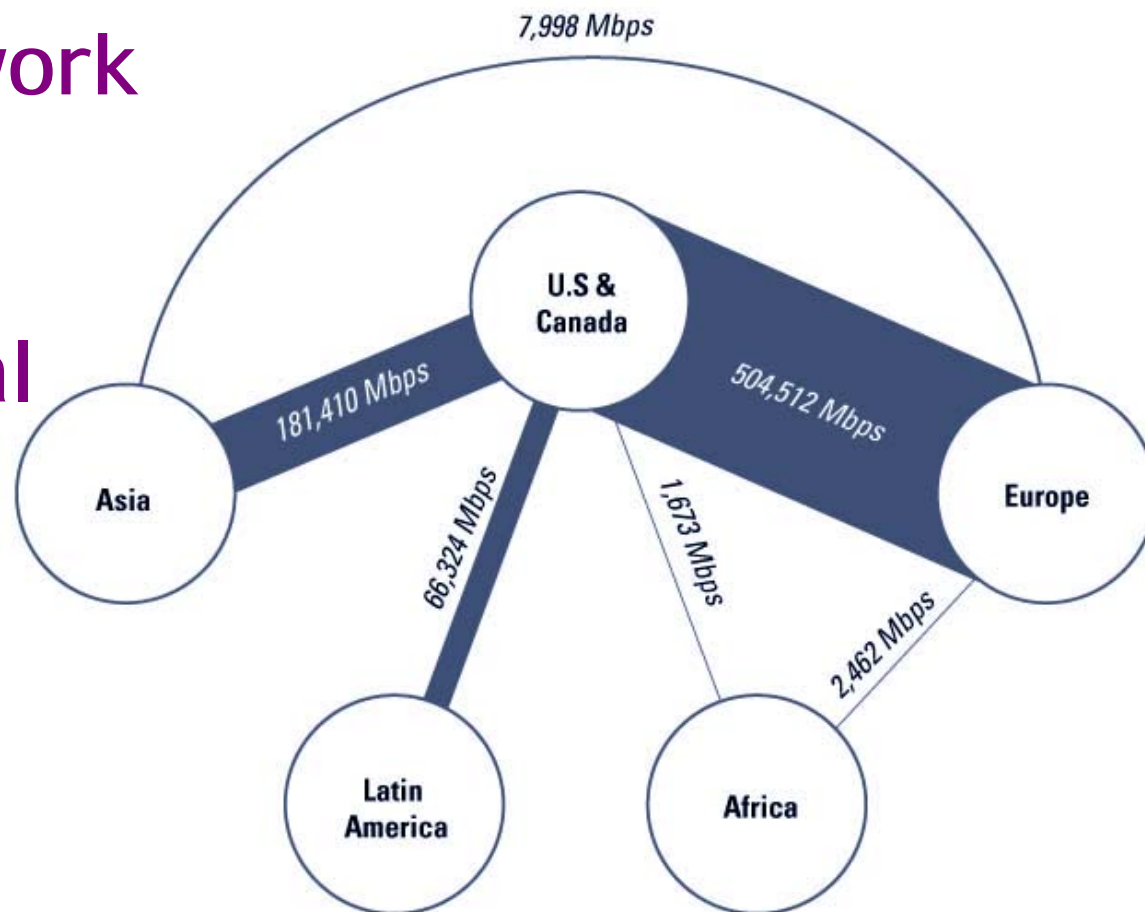 work
al
7,998 Mbps
U.S &
Canada
181,410 Mbps
504,512 Mbps
Asia
Europe
66,324 Mbps
1,673 Mbps
2,462 Mbps
Latin
America
Africa